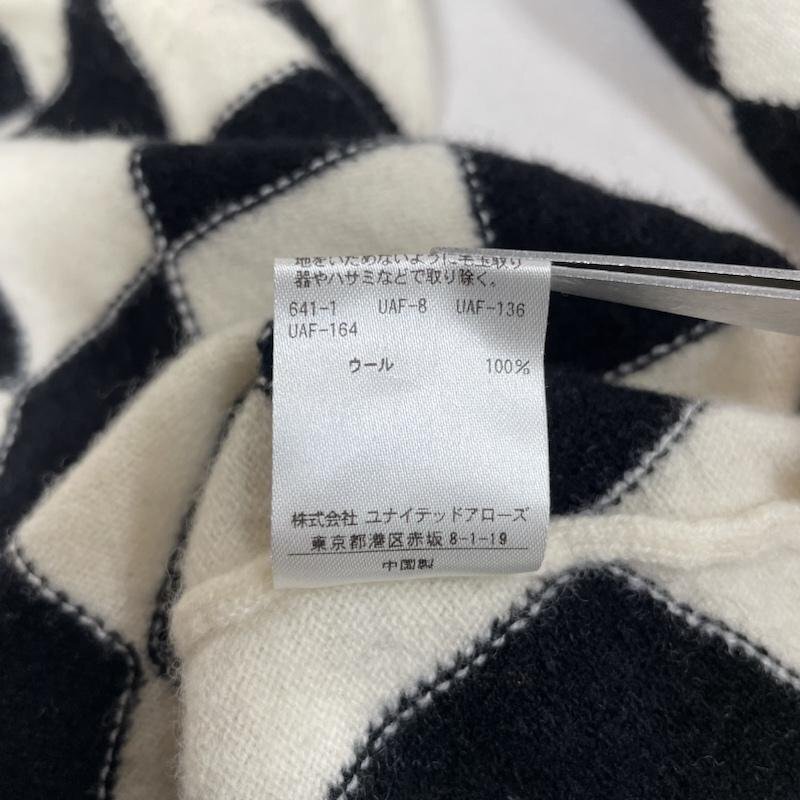 地をいためないように毛玉取り
器やハサミなどで取り除く。
641-1 UAF-8 UAF-136
UAF-164
ウール 100%
株式会社 ユナイテッドアローズ
東京都港区赤坂 8-1-19
中国製